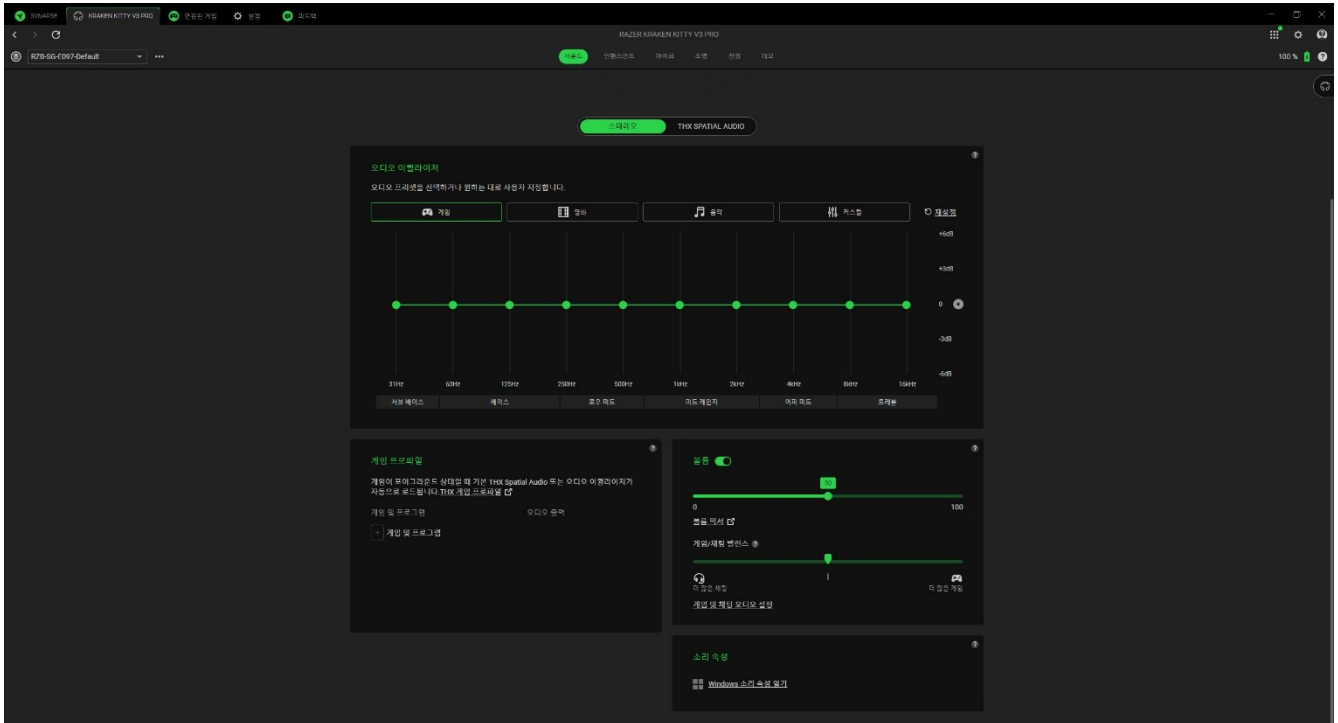 SYNAPSE KRAKEN KITTY V3 PRO 연동된 게임 설정 피드백
RAZER KRAKEN KITTY V3 PRO
RZB-SG-E097-Default 사운드 인핸스먼트 마이크 조명 전원 데모 100 %
스테레오 THX SPATIAL AUDIO
오디오 이퀄라이저
오디오 프리셋을 선택하거나 원하는 대로 사용자 지정합니다.
게임 영화 음악 커스텀 재설정
+6dB
+3dB
0
-3dB
-6dB
31Hz 63Hz 125Hz 250Hz 500Hz 1kHz 2kHz 4kHz 8kHz 16kHz
서브 베이스 베이스 로우 미드 미드 레인지 어퍼 미드 트레블
게임 프로파일
게임이 포어그라운드 상태일 때 기본 THX Spatial Audio 또는 오디오 이퀄라이저가
자동으로 로드됩니다.THX 게임 프로파일
게임 및 프로그램 오디오 출력
+ 게임 및 프로그램
볼륨
50
0 100
볼륨 믹서
게임/채팅 밸런스
더 많은 채팅 더 많은 게임
게임 및 채팅 오디오 설정
소리 속성
Windows 소리 속성 열기